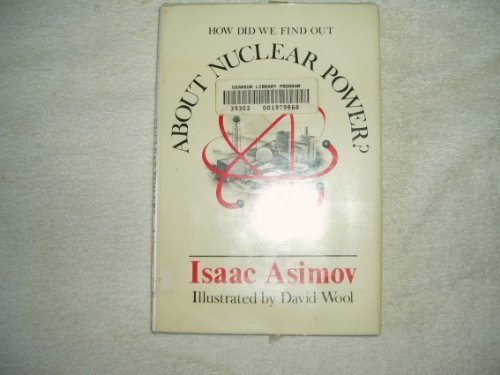 HOW DID WE FIND OUT
ABOUT NUCLEAR POWER?
USAREUR LIBRARY PROGRAM
39302 001979868
Isaac Asimov
Illustrated by David Wool